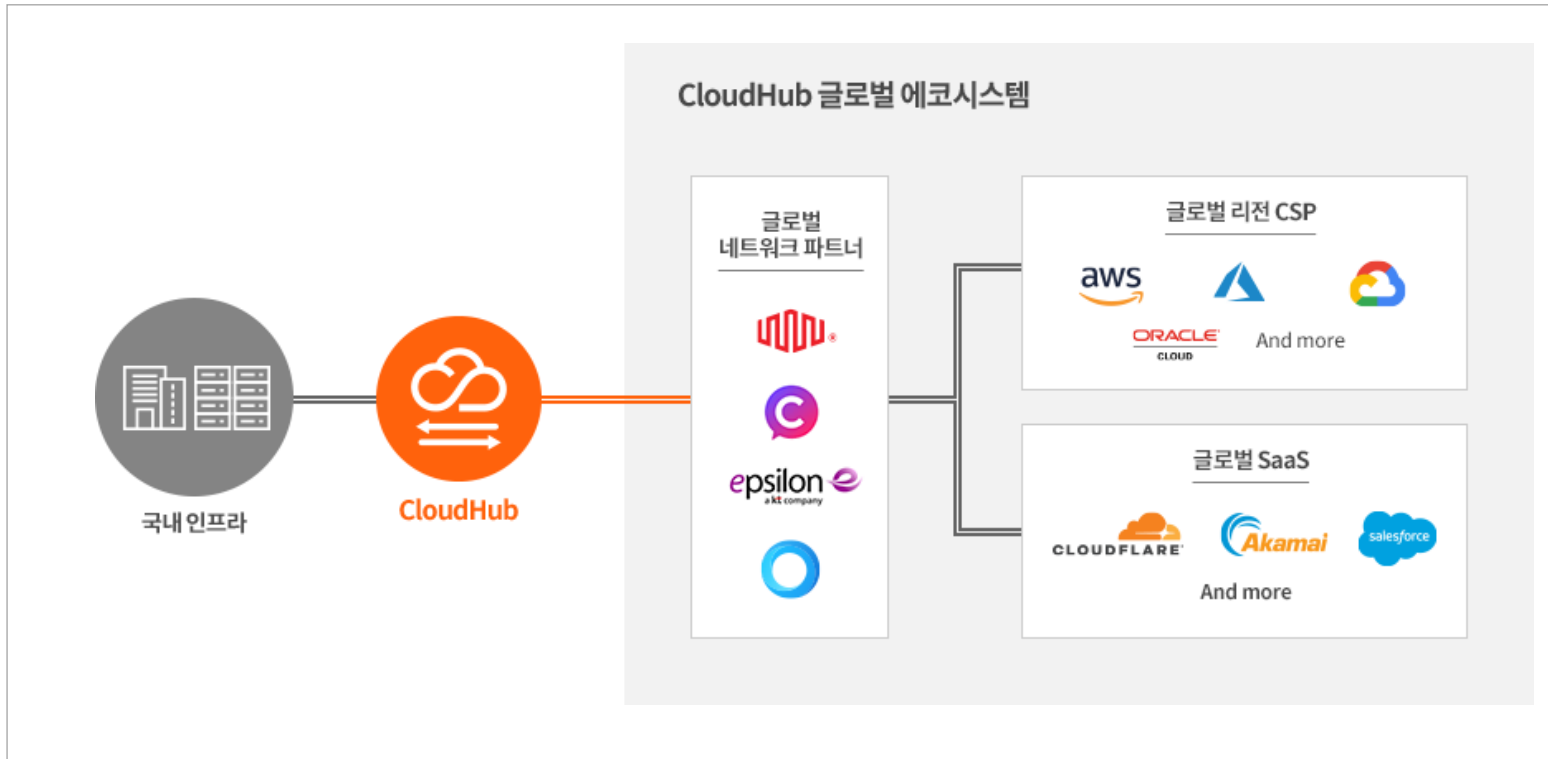 CloudHub 글로벌 에코시스템
글로벌
네트워크 파트너
글로벌 리전 CSP
aws
ORACLE®
CLOUD
And more
®
epsilon e
a kt company
국내 인프라
CloudHub
글로벌 SaaS
CLOUDFLARE®
Akamai
salesforce
And more